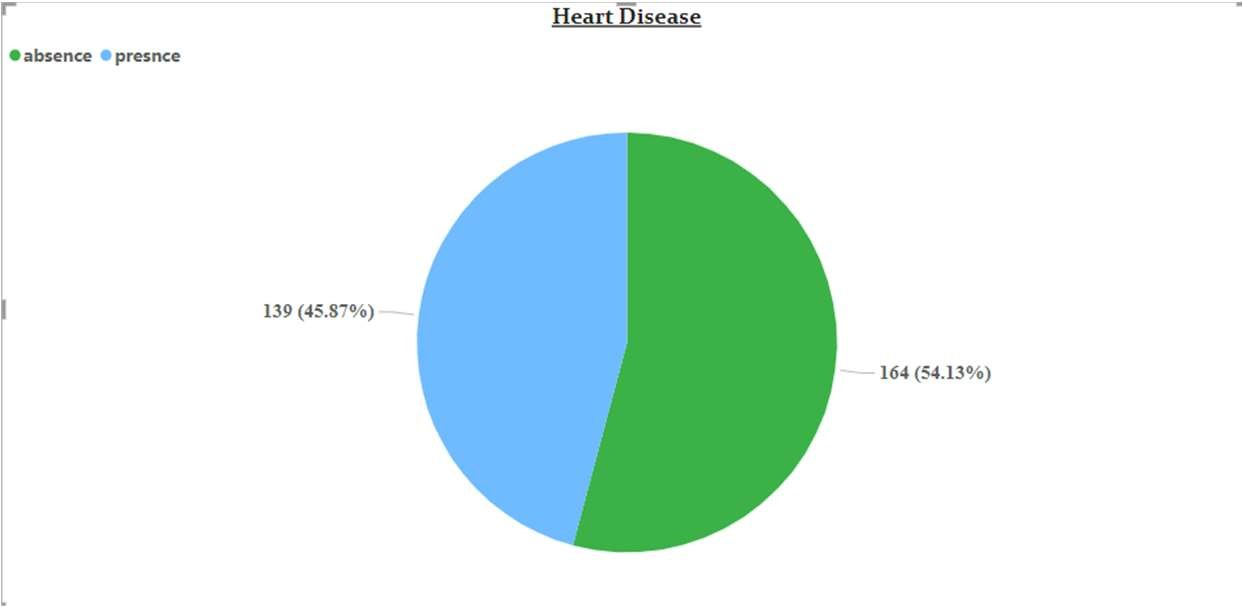 Heart Disease
absence presnce
139 (45.87%)
164 (54.13%)